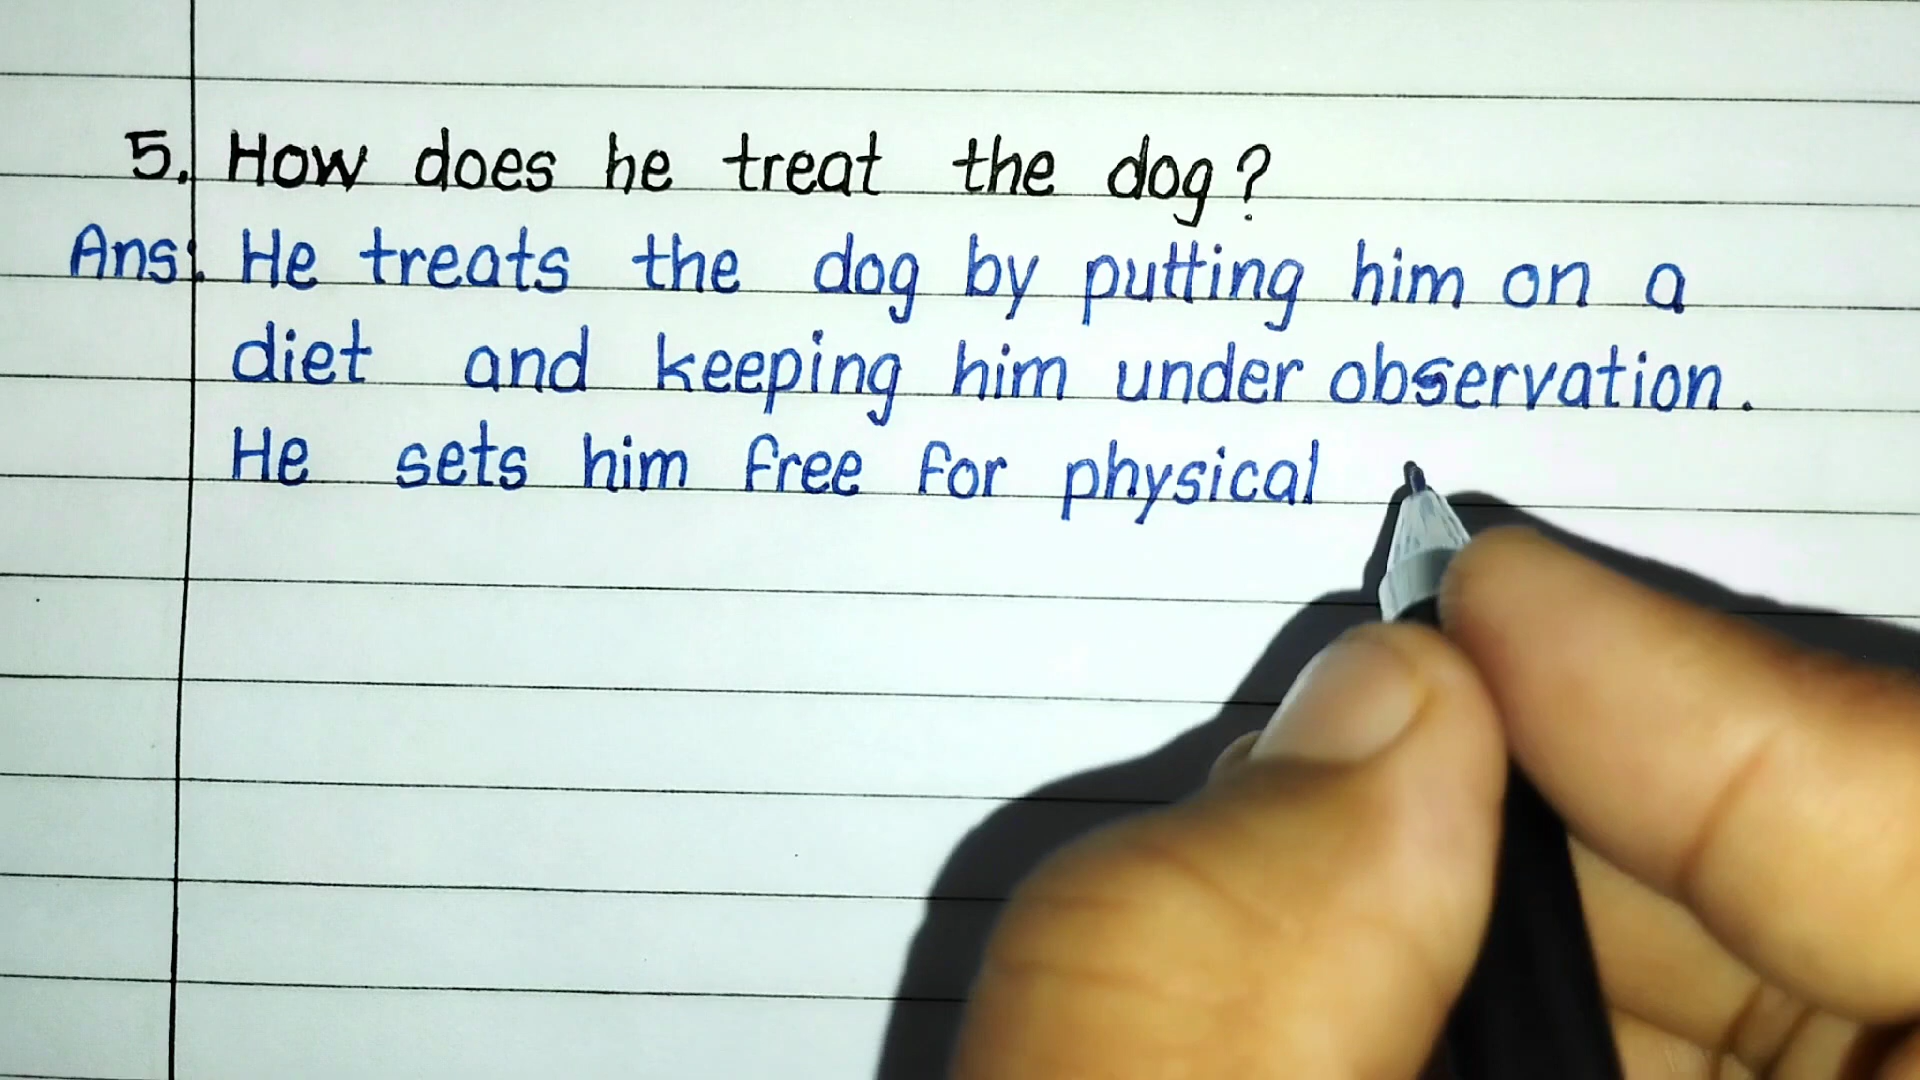 5. How does he treat the dog?
Ans: He treats the dog by putting him on a
diet and keeping him under observation.
He sets him free for physical